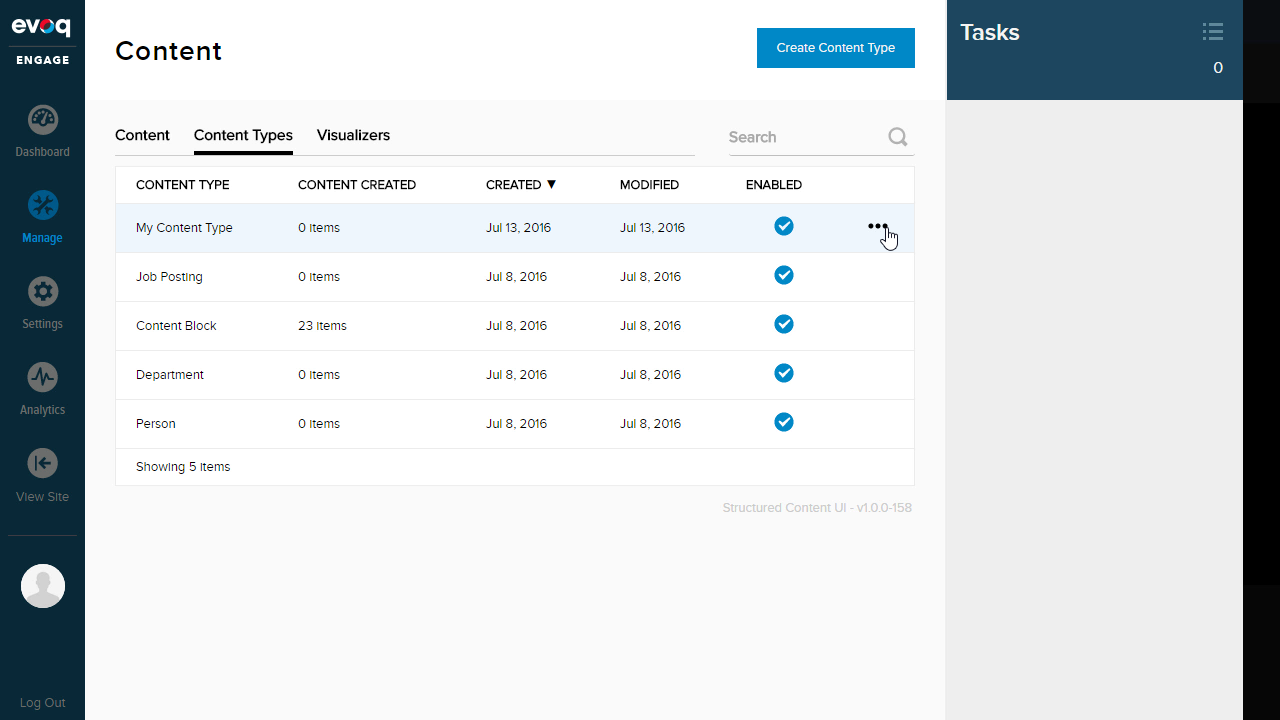 evoq
ENGAGE
Dashboard
Manage
Settings
Analytics
View Site
Log Out
Content
Create Content Type
Content Content Types Visualizers Search
CONTENT TYPE CONTENT CREATED CREATED ▼ MODIFIED ENABLED
My Content Type 0 items Jul 13, 2016 Jul 13, 2016
Job Posting 0 items Jul 8, 2016 Jul 8, 2016
Content Block 23 items Jul 8, 2016 Jul 8, 2016
Department 0 items Jul 8, 2016 Jul 8, 2016
Person 0 items Jul 8, 2016 Jul 8, 2016
Showing 5 items
Structured Content UI - v1.0.0-158
Tasks
0